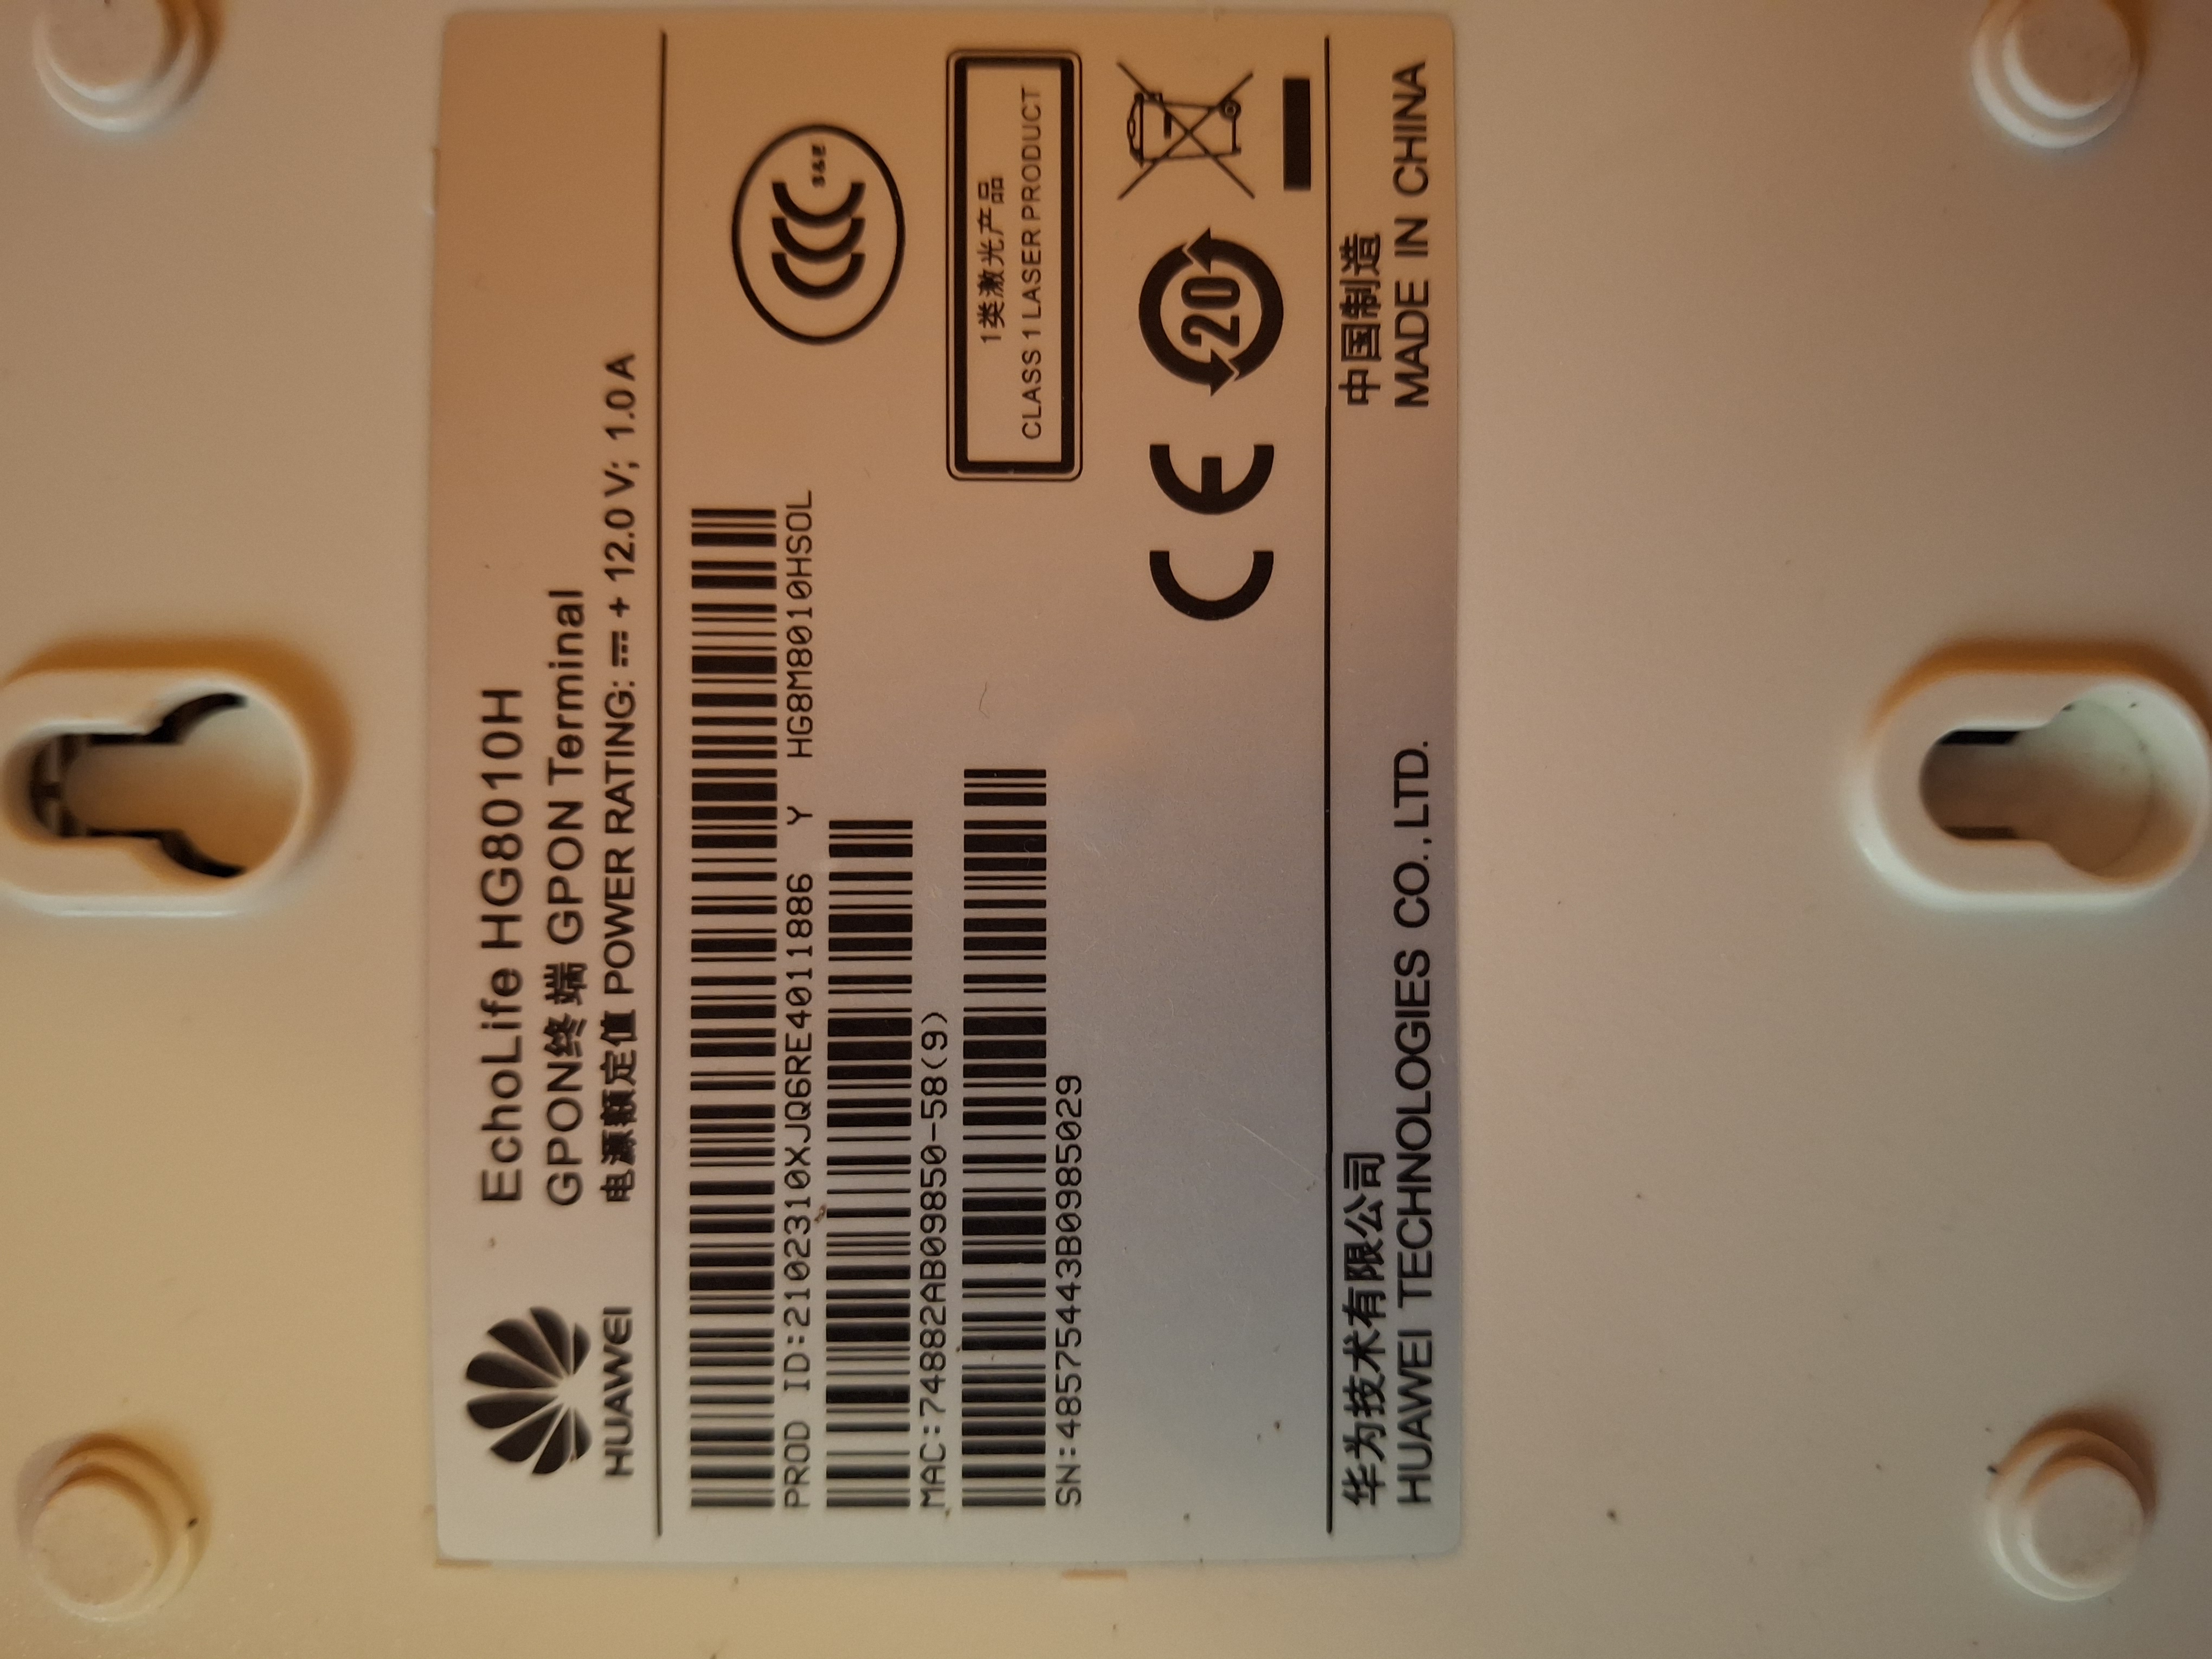 HUAWEI
EchoLife HG8010H
GPON终端 GPON Terminal
电源额定值 POWER RATING: ⎓ + 12.0 V; 1.0 A
PROD ID:2102310XJQ6RE4011886 Y HG8M8010HSOL
MAC:74882AB09850-58(9)
SN:48575443B0985029
S&E
1类激光产品
CLASS 1 LASER PRODUCT
CE
20
华为技术有限公司
中国制造
HUAWEI TECHNOLOGIES CO.,LTD.
MADE IN CHINA